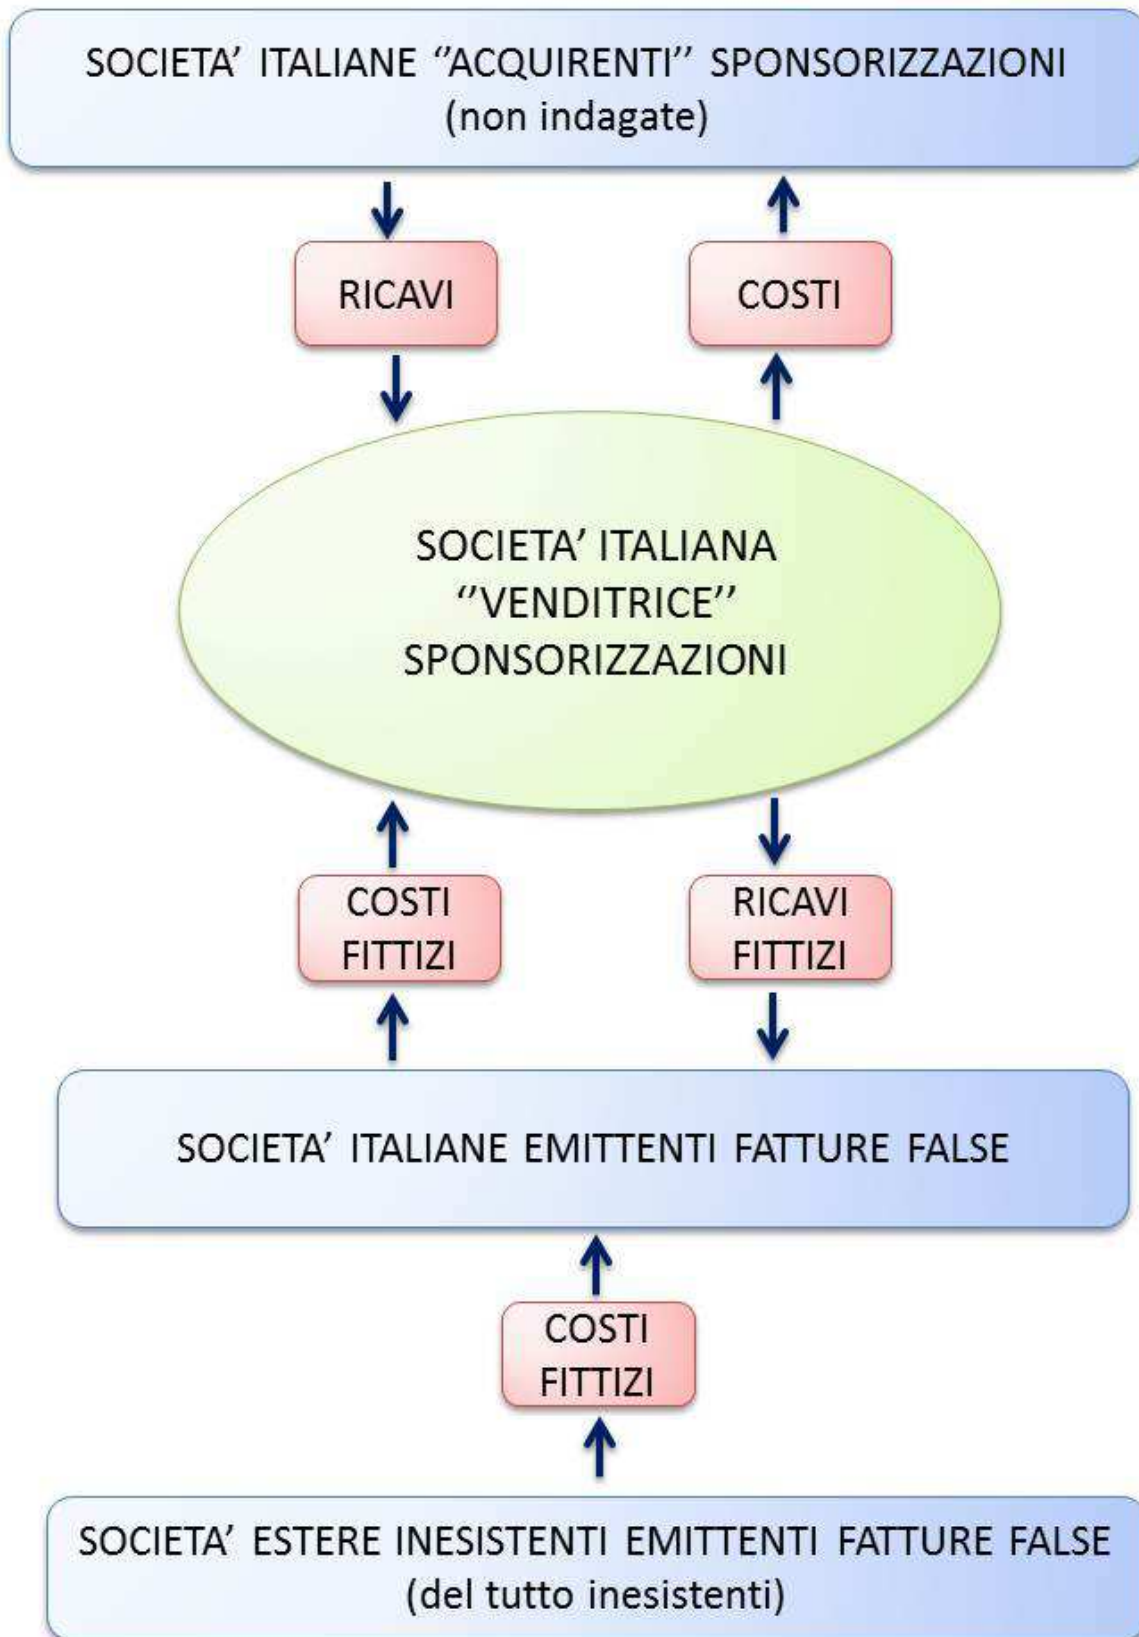 SOCIETA’ ITALIANE ‘’ACQUIRENTI’’ SPONSORIZZAZIONI
(non indagate)
RICAVI
COSTI
SOCIETA’ ITALIANA
‘’VENDITRICE’’
SPONSORIZZAZIONI
COSTI
FITTIZI
RICAVI
FITTIZI
SOCIETA’ ITALIANE EMITTENTI FATTURE FALSE
COSTI
FITTIZI
SOCIETA’ ESTERE INESISTENTI EMITTENTI FATTURE FALSE
(del tutto inesistenti)